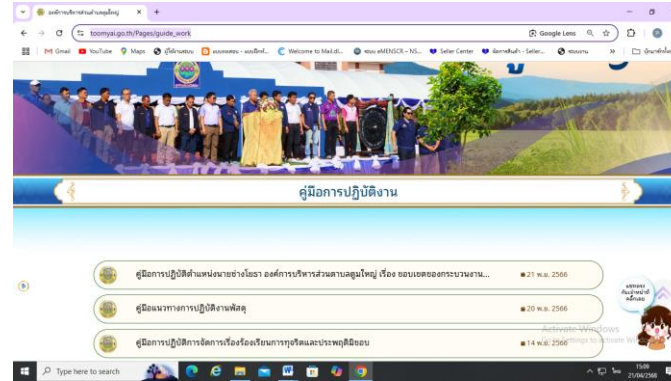 องค์การบริหารส่วนตำบลตูมใหญ่
toomyai.go.th/Pages/guide_work
Google Lens
Gmail
YouTube
Maps
Welcome to Mail.d...
ระบบ eMENSCR – NS...
Seller Center
คู่มือการปฏิบัติงาน
คู่มือการปฏิบัติตำแหน่งนายช่างโยธา องค์การบริหารส่วนตำบลตูมใหญ่ เรื่อง ขอบเขตของกระบวนงาน...
21 พ.ย. 2566
คู่มือแนวทางการปฏิบัติงานพัสดุ
20 พ.ย. 2566
คู่มือการปฏิบัติการจัดการเรื่องร้องเรียนการทุจริตและประพฤติมิชอบ
14 พ.ย. 2566
Activate Windows
Type here to search
15:09
21/04/2568